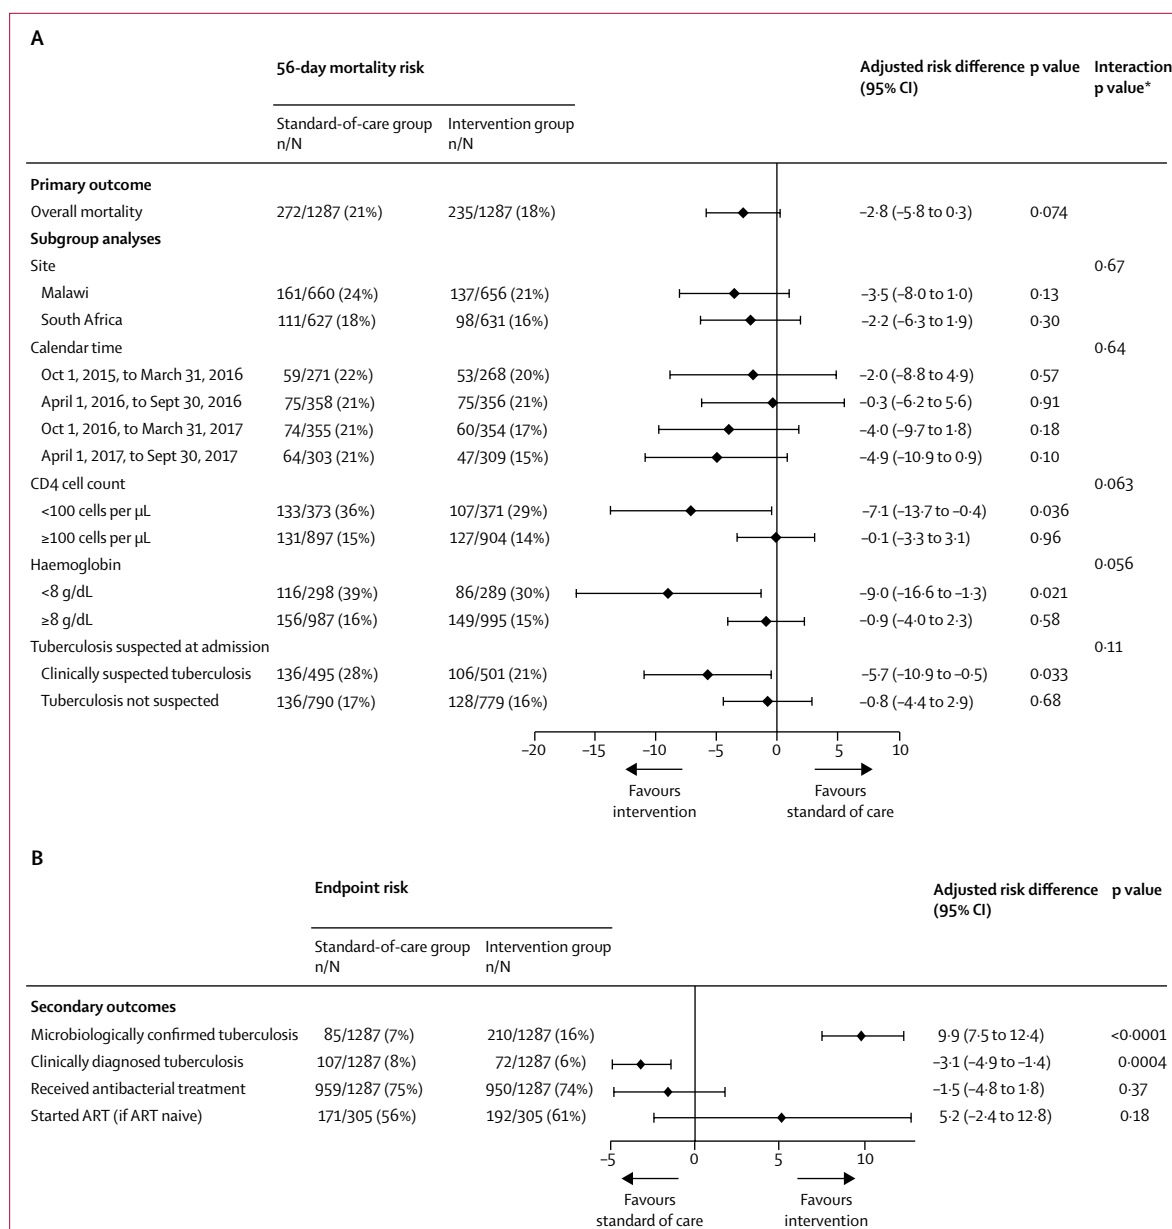 A
56-day mortality risk Adjusted risk difference p value Interaction
(95% CI) p value*
Standard-of-care group Intervention group
n/N n/N
Primary outcome
Overall mortality 272/1287 (21%) 235/1287 (18%) –2·8 (–5·8 to 0·3) 0·074
Subgroup analyses
Site 0·67
Malawi 161/660 (24%) 137/656 (21%) –3·5 (–8·0 to 1·0) 0·13
South Africa 111/627 (18%) 98/631 (16%) –2·2 (–6·3 to 1·9) 0·30
Calendar time 0·64
Oct 1, 2015, to March 31, 2016 59/271 (22%) 53/268 (20%) –2·0 (–8·8 to 4·9) 0·57
April 1, 2016, to Sept 30, 2016 75/358 (21%) 75/356 (21%) –0·3 (–6·2 to 5·6) 0·91
Oct 1, 2016, to March 31, 2017 74/355 (21%) 60/354 (17%) –4·0 (–9·7 to 1·8) 0·18
April 1, 2017, to Sept 30, 2017 64/303 (21%) 47/309 (15%) –4·9 (–10·9 to 0·9) 0·10
CD4 cell count 0·063
<100 cells per µL 133/373 (36%) 107/371 (29%) –7·1 (–13·7 to –0·4) 0·036
≥100 cells per µL 131/897 (15%) 127/904 (14%) –0·1 (–3·3 to 3·1) 0·96
Haemoglobin 0·056
<8 g/dL 116/298 (39%) 86/289 (30%) –9·0 (–16·6 to –1·3) 0·021
≥8 g/dL 156/987 (16%) 149/995 (15%) –0·9 (–4·0 to 2·3) 0·58
Tuberculosis suspected at admission 0·11
Clinically suspected tuberculosis 136/495 (28%) 106/501 (21%) –5·7 (–10·9 to –0·5) 0·033
Tuberculosis not suspected 136/790 (17%) 128/779 (16%) –0·8 (–4·4 to 2·9) 0·68
–20 –15 –10 –5 0 5 10
Favours Favours
intervention standard of care
B
Endpoint risk Adjusted risk difference p value
(95% CI)
Standard-of-care group Intervention group
n/N n/N
Secondary outcomes
Microbiologically confirmed tuberculosis 85/1287 (7%) 210/1287 (16%) 9·9 (7·5 to 12·4) <0·0001
Clinically diagnosed tuberculosis 107/1287 (8%) 72/1287 (6%) –3·1 (–4·9 to –1·4) 0·0004
Received antibacterial treatment 959/1287 (75%) 950/1287 (74%) –1·5 (–4·8 to 1·8) 0·37
Started ART (if ART naive) 171/305 (56%) 192/305 (61%) 5·2 (–2·4 to 12·8) 0·18
–5 0 5 10
Favours Favours
standard of care intervention